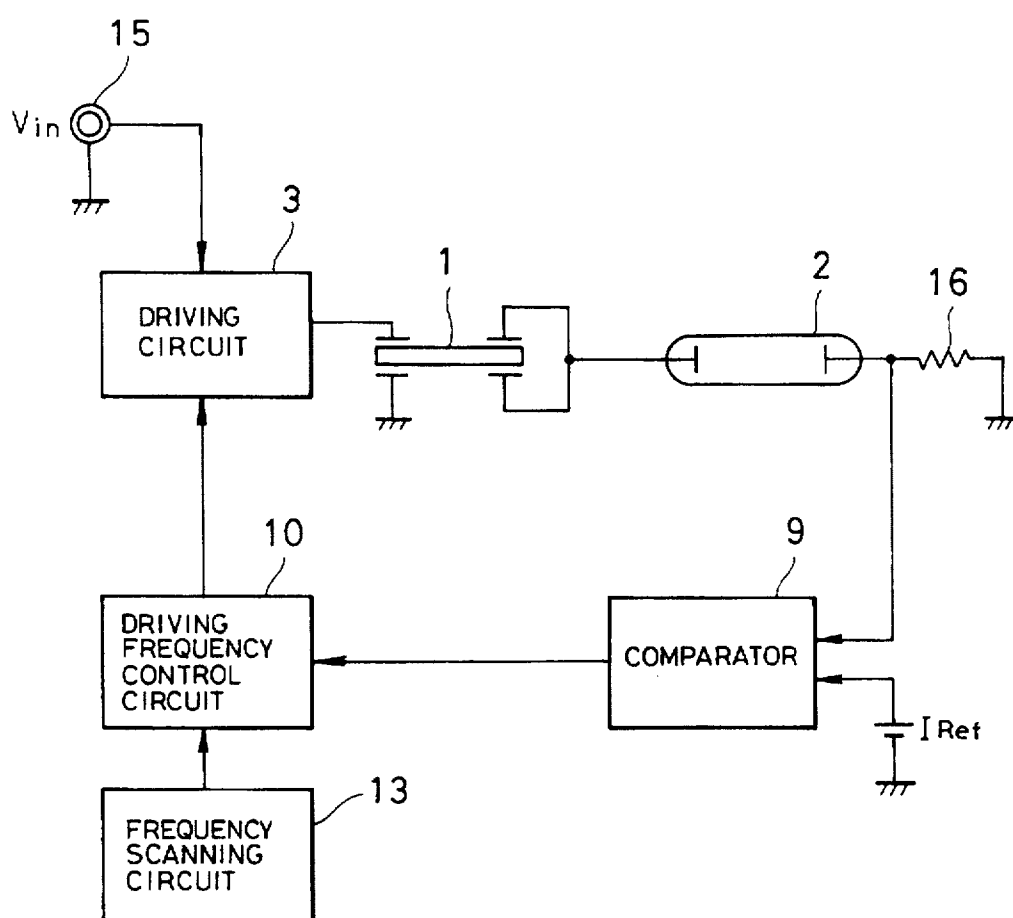 15
Vin
3
DRIVING
CIRCUIT
1
2
16
10
DRIVING
FREQUENCY
CONTROL
CIRCUIT
9
COMPARATOR
I Ref
13
FREQUENCY
SCANNING
CIRCUIT